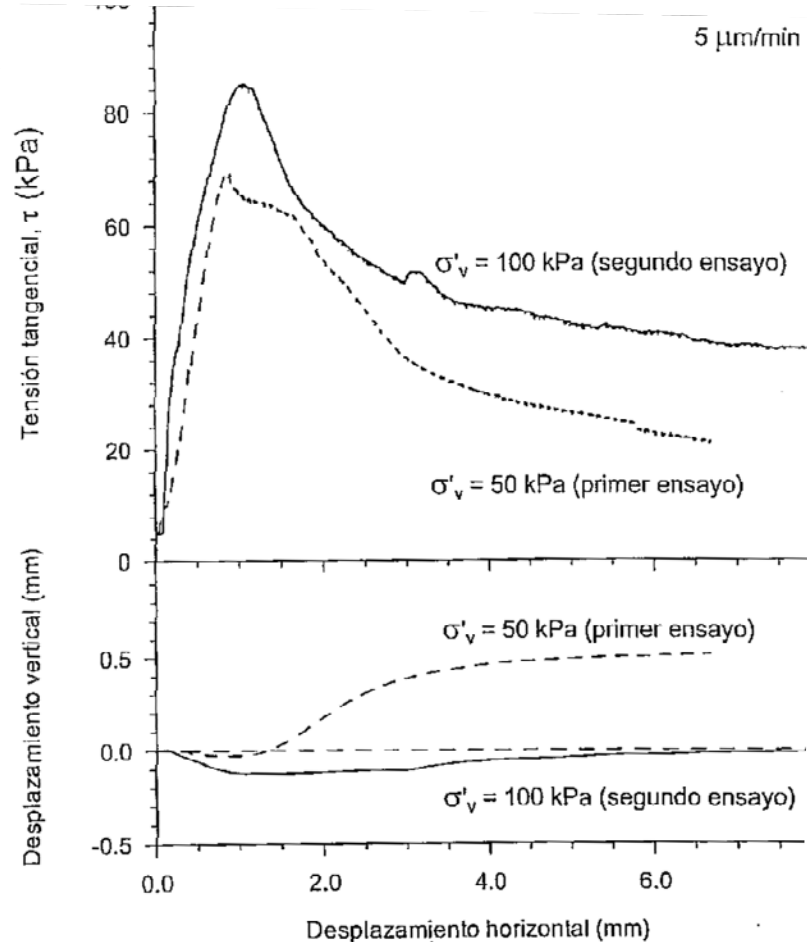 100
5 μm/min
80
60
40
20
0
Tensión tangencial, τ (kPa)
σ'v = 100 kPa (segundo ensayo)
σ'v = 50 kPa (primer ensayo)
Desplazamiento vertical (mm)
0.5
0.0
-0.5
σ'v = 50 kPa (primer ensayo)
σ'v = 100 kPa (segundo ensayo)
0.0 2.0 4.0 6.0
Desplazamiento horizontal (mm)